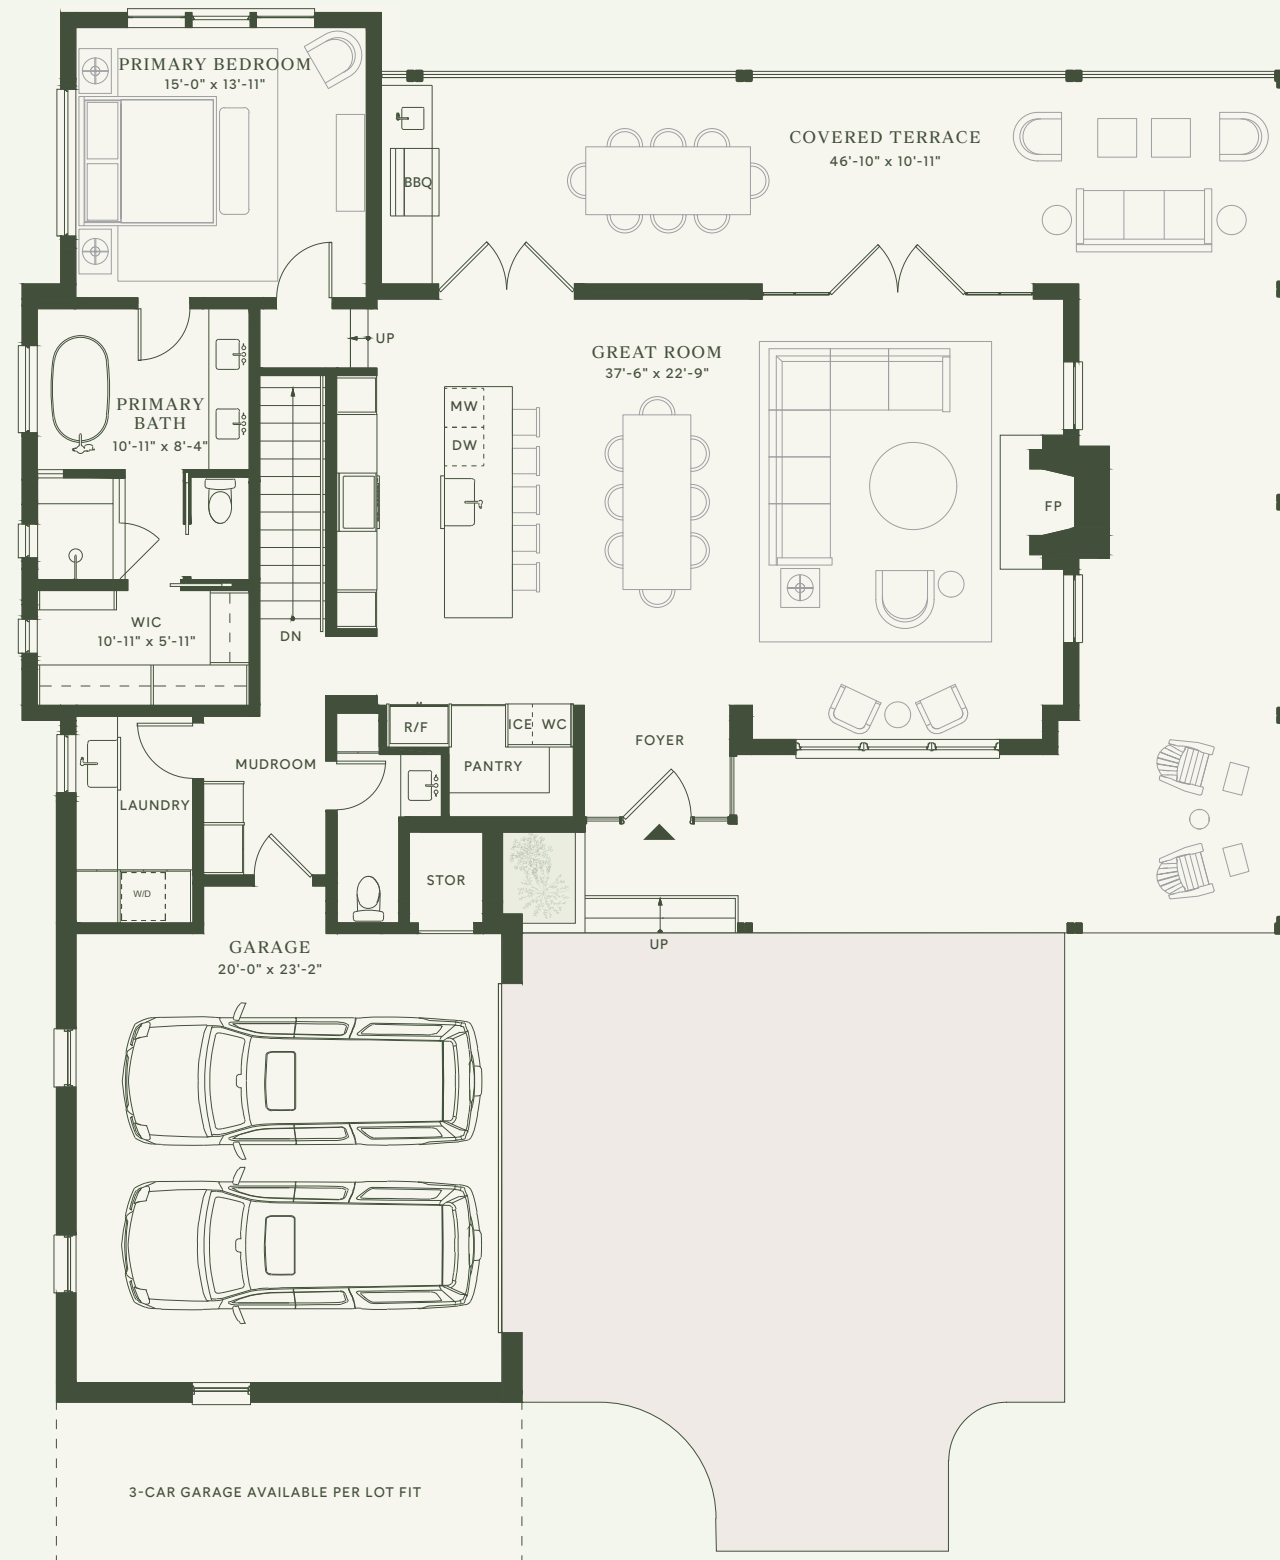 PRIMARY BEDROOM
15'-0" x 13'-11"
COVERED TERRACE
46'-10" x 10'-11"
BBQ
UP
GREAT ROOM
37'-6" x 22'-9"
PRIMARY
BATH
10'-11" x 8'-4"
MW
DW
FP
WIC
10'-11" x 5'-11"
DN
R/F
ICE
WC
FOYER
MUDROOM
PANTRY
LAUNDRY
STOR
W/D
UP
GARAGE
20'-0" x 23'-2"
3-CAR GARAGE AVAILABLE PER LOT FIT